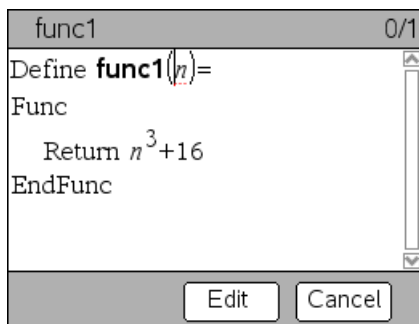 func1 0/1
Define func1(n)=
Func
Return n³+16
EndFunc
Edit Cancel